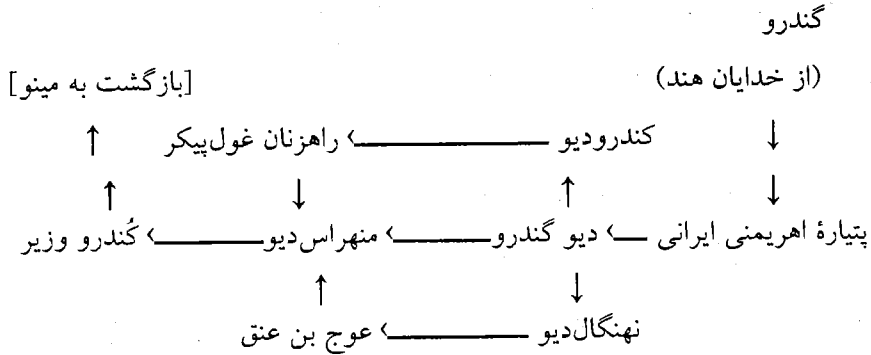 گندرو
(از خدایان هند) [بازگشت به مینو]
کندرودیو راهزنان غول‌پیکر
پتیارهٔ اهریمنی ایرانی دیو گندرو منهراس‌دیو کُندرو وزیر
نهنگال‌دیو عوج بن عنق